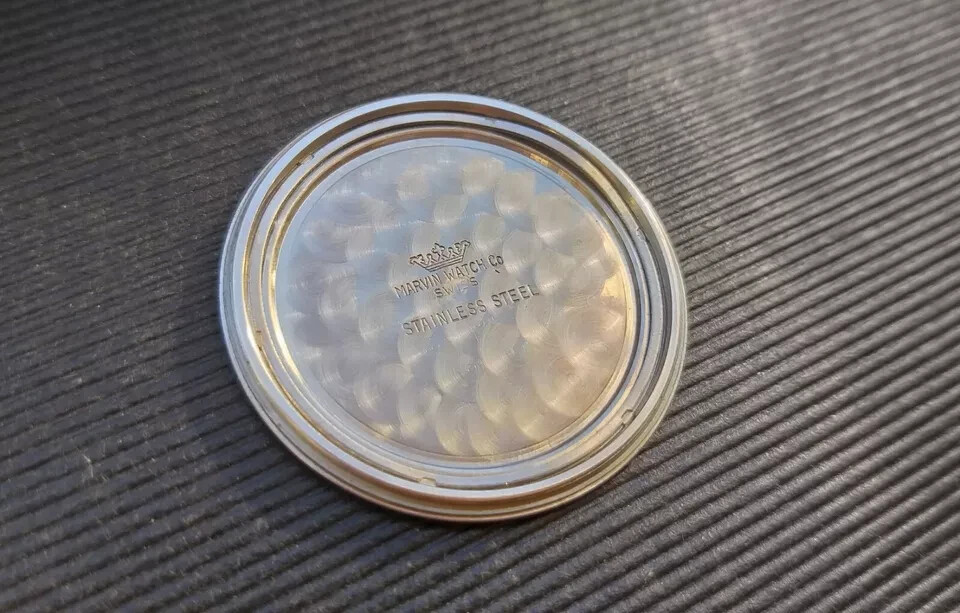 MARVIN WATCH Co
SWISS
STAINLESS STEEL